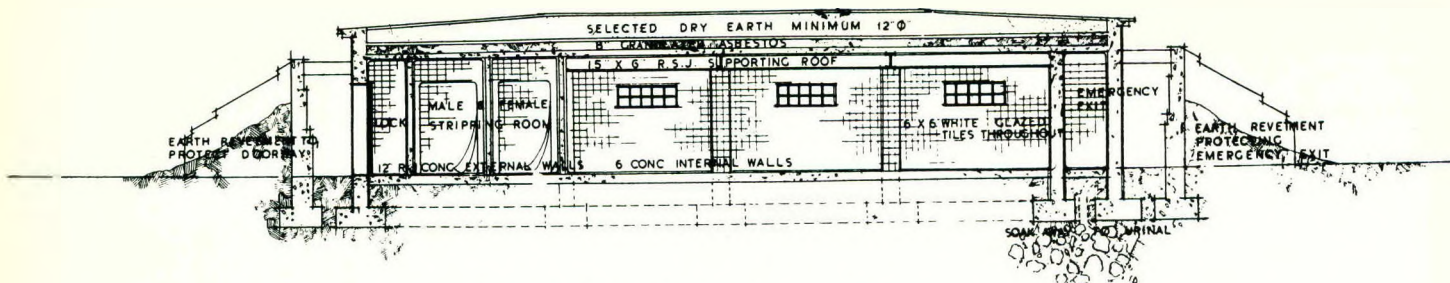 SELECTED DRY EARTH MINIMUM 12"0"
8" GRANULATED ASBESTOS
15" X 6" R.S.J. SUPPORTING ROOF
MALE & FEMALE
STRIPPING ROOM
LOCK
EMERGENCY
EXIT
6 X 6 WHITE GLAZED
TILES THROUGHOUT
EARTH REVETMENT TO
PROTECT DOORWAY
EARTH REVETMENT
PROTECTING
EMERGENCY EXIT
12" R. CONC. EXTERNAL WALLS
6 CONC INTERNAL WALLS
SOAK AWAY TO URINAL